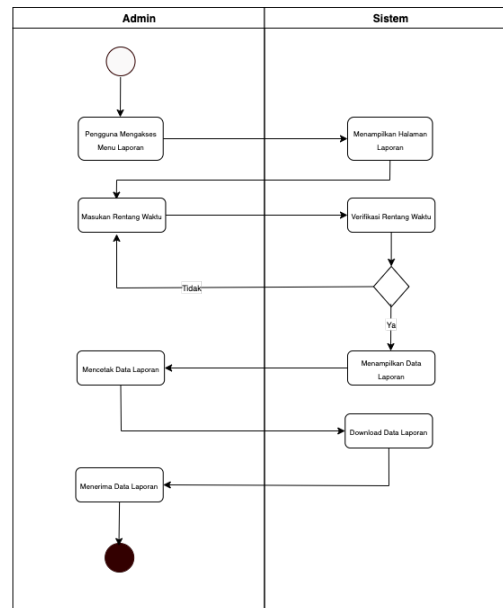 Admin
Sistem
Pengguna Mengakses
Menu Laporan
Menampilkan Halaman
Laporan
Masukan Rentang Waktu
Verifikasi Rentang Waktu
Tidak
Ya
Mencetak Data Laporan
Menampilkan Data
Laporan
Download Data Laporan
Menerima Data Laporan